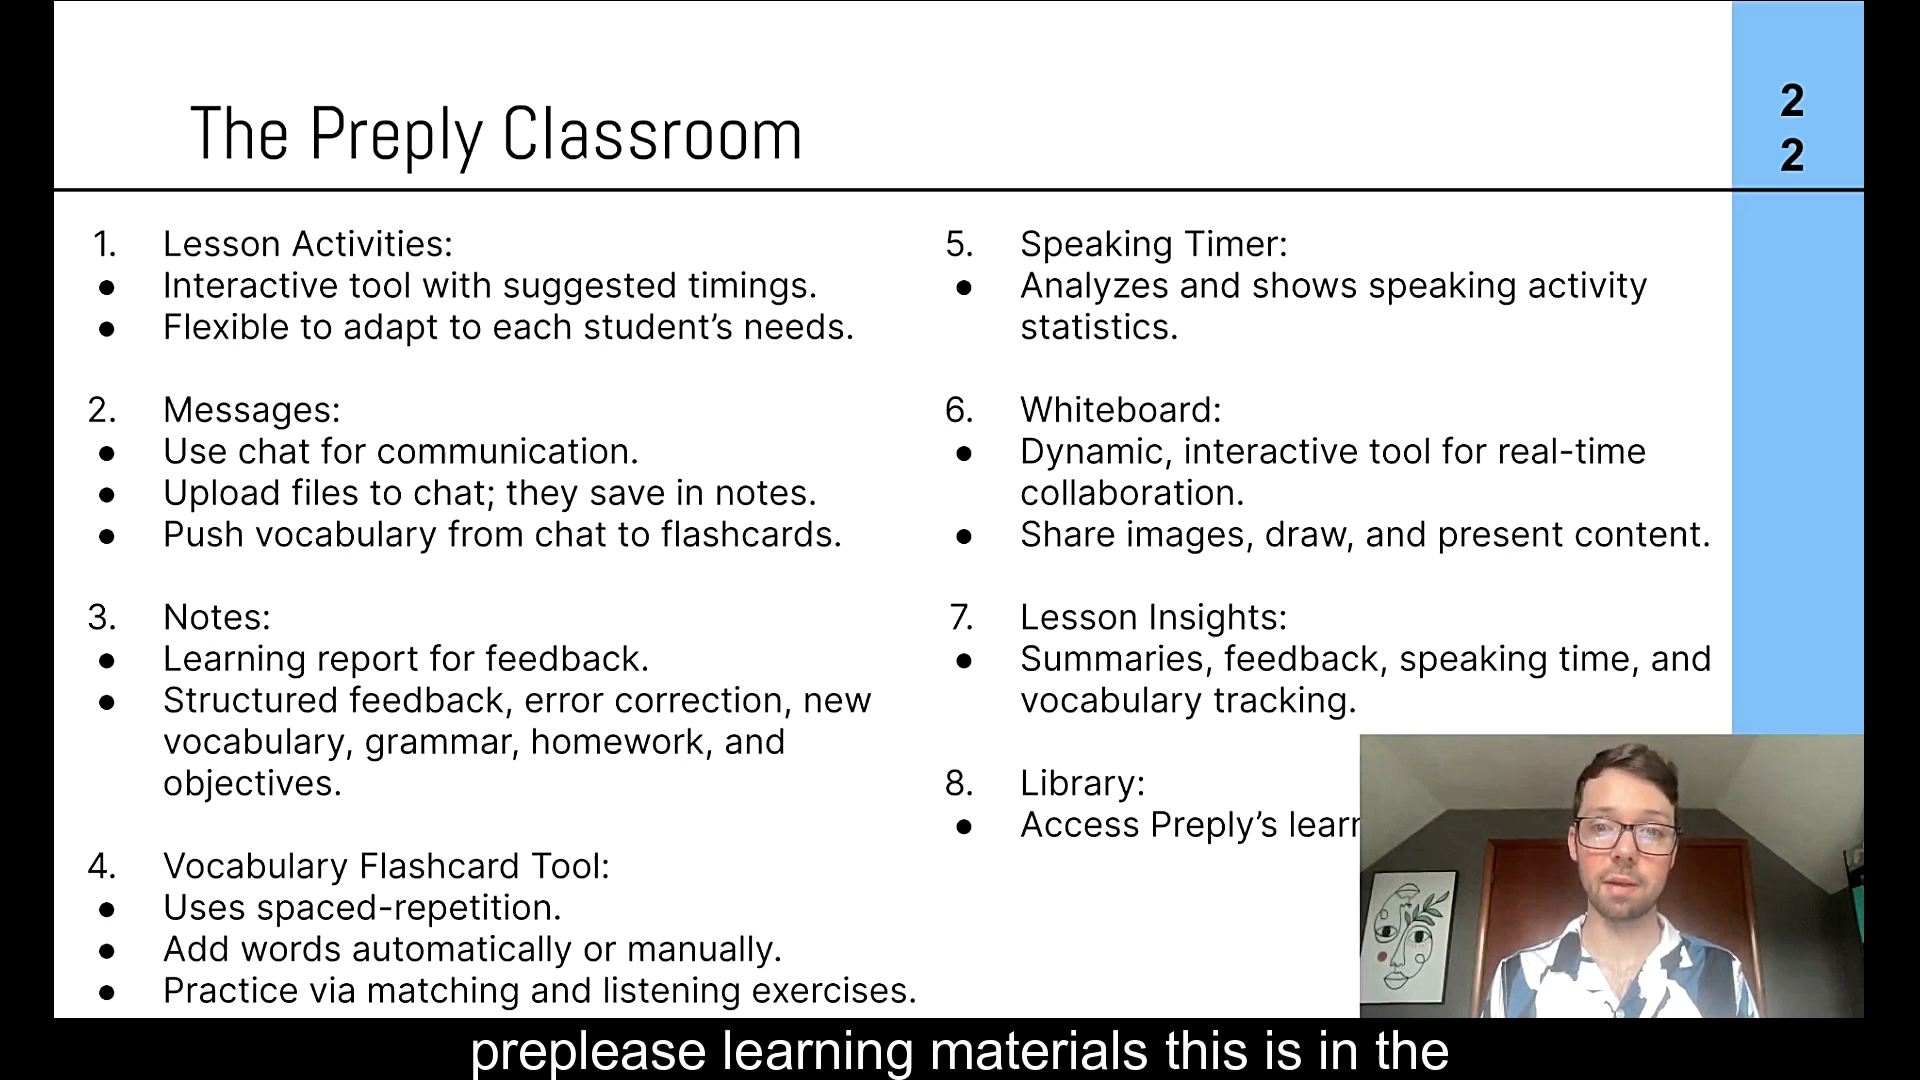 The Preply Classroom
2
2
1. Lesson Activities:
● Interactive tool with suggested timings.
● Flexible to adapt to each student’s needs.
2. Messages:
● Use chat for communication.
● Upload files to chat; they save in notes.
● Push vocabulary from chat to flashcards.
3. Notes:
● Learning report for feedback.
● Structured feedback, error correction, new
vocabulary, grammar, homework, and
objectives.
4. Vocabulary Flashcard Tool:
● Uses spaced-repetition.
● Add words automatically or manually.
● Practice via matching and listening exercises.
5. Speaking Timer:
● Analyzes and shows speaking activity
statistics.
6. Whiteboard:
● Dynamic, interactive tool for real-time
collaboration.
● Share images, draw, and present content.
7. Lesson Insights:
● Summaries, feedback, speaking time, and
vocabulary tracking.
8. Library:
● Access Preply’s
preplease learning materials this is in the